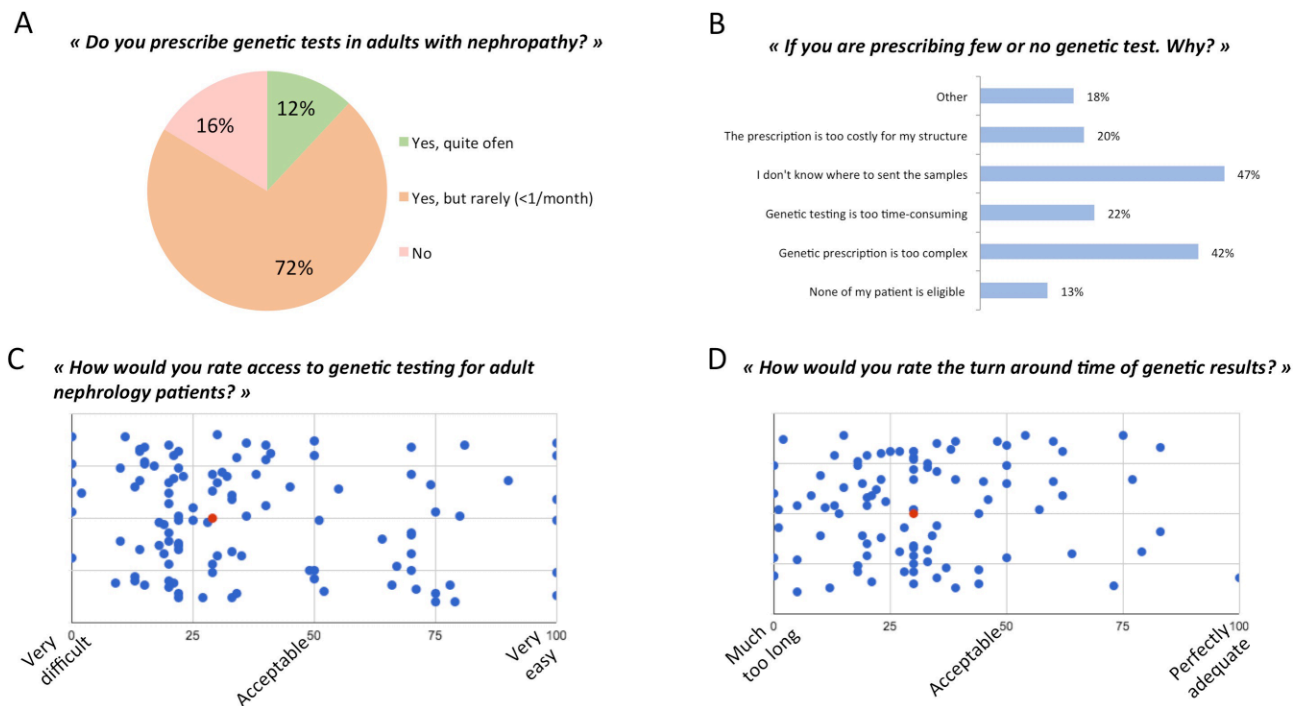 A
« Do you prescribe genetic tests in adults with nephropathy? »
12%
16%
72%
Yes, quite ofen
Yes, but rarely (<1/month)
No
B
« If you are prescribing few or no genetic test. Why? »
Other
18%
The prescription is too costly for my structure
20%
I don't know where to sent the samples
47%
Genetic testing is too time-consuming
22%
Genetic prescription is too complex
42%
None of my patient is eligible
13%
C
« How would you rate access to genetic testing for adult
nephrology patients? »
0
25
50
75
100
Very
difficult
Acceptable
Very
easy
D
« How would you rate the turn around time of genetic results? »
0
25
50
75
100
Much
too long
Acceptable
Perfectly
adequate